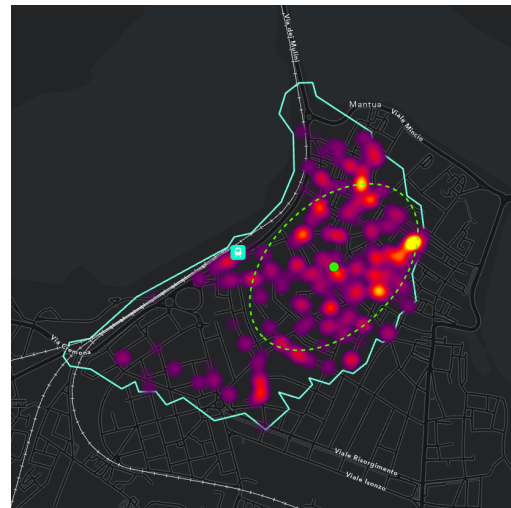 Via dei Mulini
Mantua
Viale Mincio
Via Cremona
Viale Risorgimento
Viale Isonzo